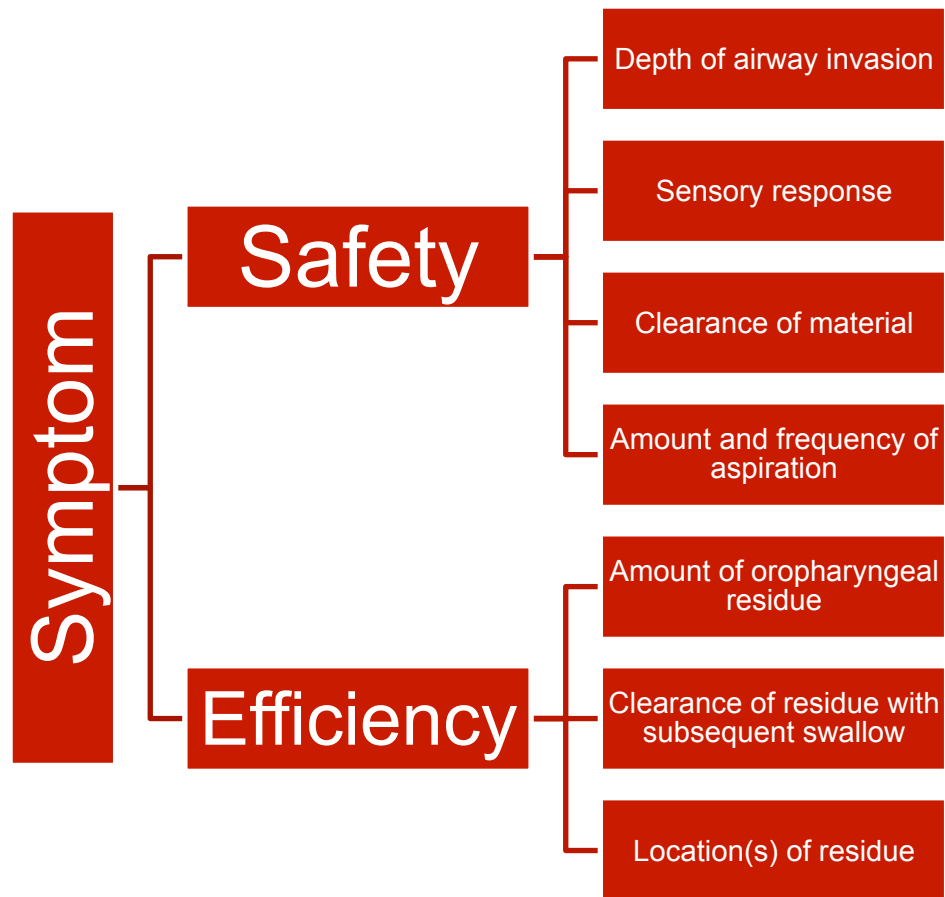 Symptom
Safety
Depth of airway invasion
Sensory response
Clearance of material
Amount and frequency of
aspiration
Efficiency
Amount of oropharyngeal
residue
Clearance of residue with
subsequent swallow
Location(s) of residue